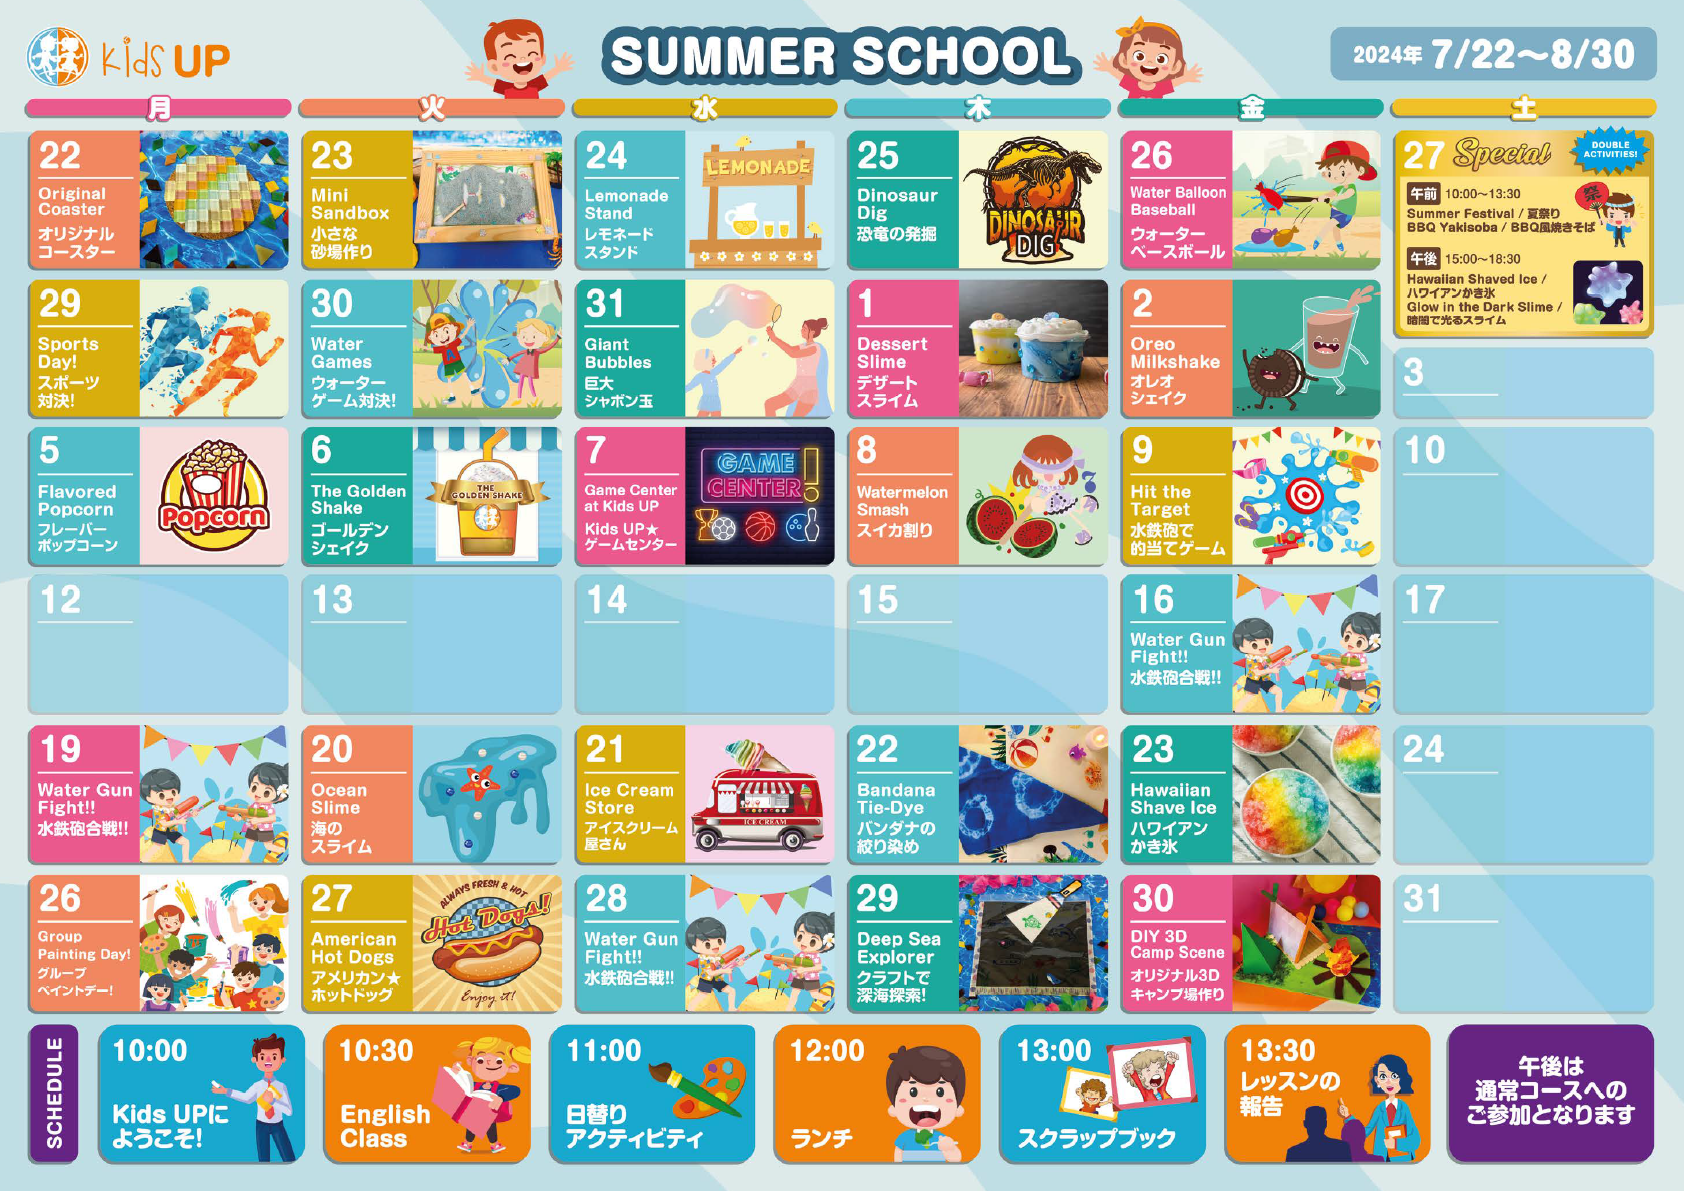 Kids UP
SUMMER SCHOOL
2024年 7/22〜8/30
月
火
水
木
金
土
22
Original
Coaster
オリジナル
コースター
23
Mini
Sandbox
小さな
砂場作り
24
Lemonade
Stand
レモネード
スタンド
LEMONADE
25
Dinosaur
Dig
恐竜の発掘
DINOSAUR
DIG
26
Water Balloon
Baseball
ウォーター
ベースボール
27 Special
DOUBLE
ACTIVITIES!
午前 10:00〜13:30
Summer Festival / 夏祭り
BBQ Yakisoba / BBQ風焼きそば
祭
午後 15:00〜18:30
Hawaiian Shaved Ice /
ハワイアンかき氷
Glow in the Dark Slime /
暗闇で光るスライム
29
Sports
Day!
スポーツ
対決!
30
Water
Games
ウォーター
ゲーム対決!
31
Giant
Bubbles
巨大
シャボン玉
1
Dessert
Slime
デザート
スライム
2
Oreo
Milkshake
オレオ
シェイク
3
5
Flavored
Popcorn
フレーバー
ポップコーン
Popcorn
6
The Golden
Shake
ゴールデン
シェイク
THE
GOLDEN SHAKE
7
Game Center
at Kids UP
Kids UP★
ゲームセンター
GAME
CENTER!
8
Watermelon
Smash
スイカ割り
9
Hit the
Target
水鉄砲で
的当てゲーム
10
12
13
14
15
16
Water Gun
Fight!!
水鉄砲合戦!!
17
19
Water Gun
Fight!!
水鉄砲合戦!!
20
Ocean
Slime
海の
スライム
21
Ice Cream
Store
アイスクリーム
屋さん
ICE CREAM
22
Bandana
Tie-Dye
バンダナの
絞り染め
23
Hawaiian
Shave Ice
ハワイアン
かき氷
24
26
Group
Painting Day!
グループ
ペイントデー!
27
American
Hot Dogs
アメリカン★
ホットドッグ
ALWAYS FRESH & HOT
Hot Dogs!
Enjoy it!
28
Water Gun
Fight!!
水鉄砲合戦!!
29
Deep Sea
Explorer
クラフトで
深海探索!
30
DIY 3D
Camp Scene
オリジナル3D
キャンプ場作り
31
SCHEDULE
10:00
Kids UPに
ようこそ!
10:30
English
Class
11:00
日替り
アクティビティ
12:00
ランチ
13:00
スクラップブック
13:30
レッスンの
報告
午後は
通常コースへの
ご参加となります